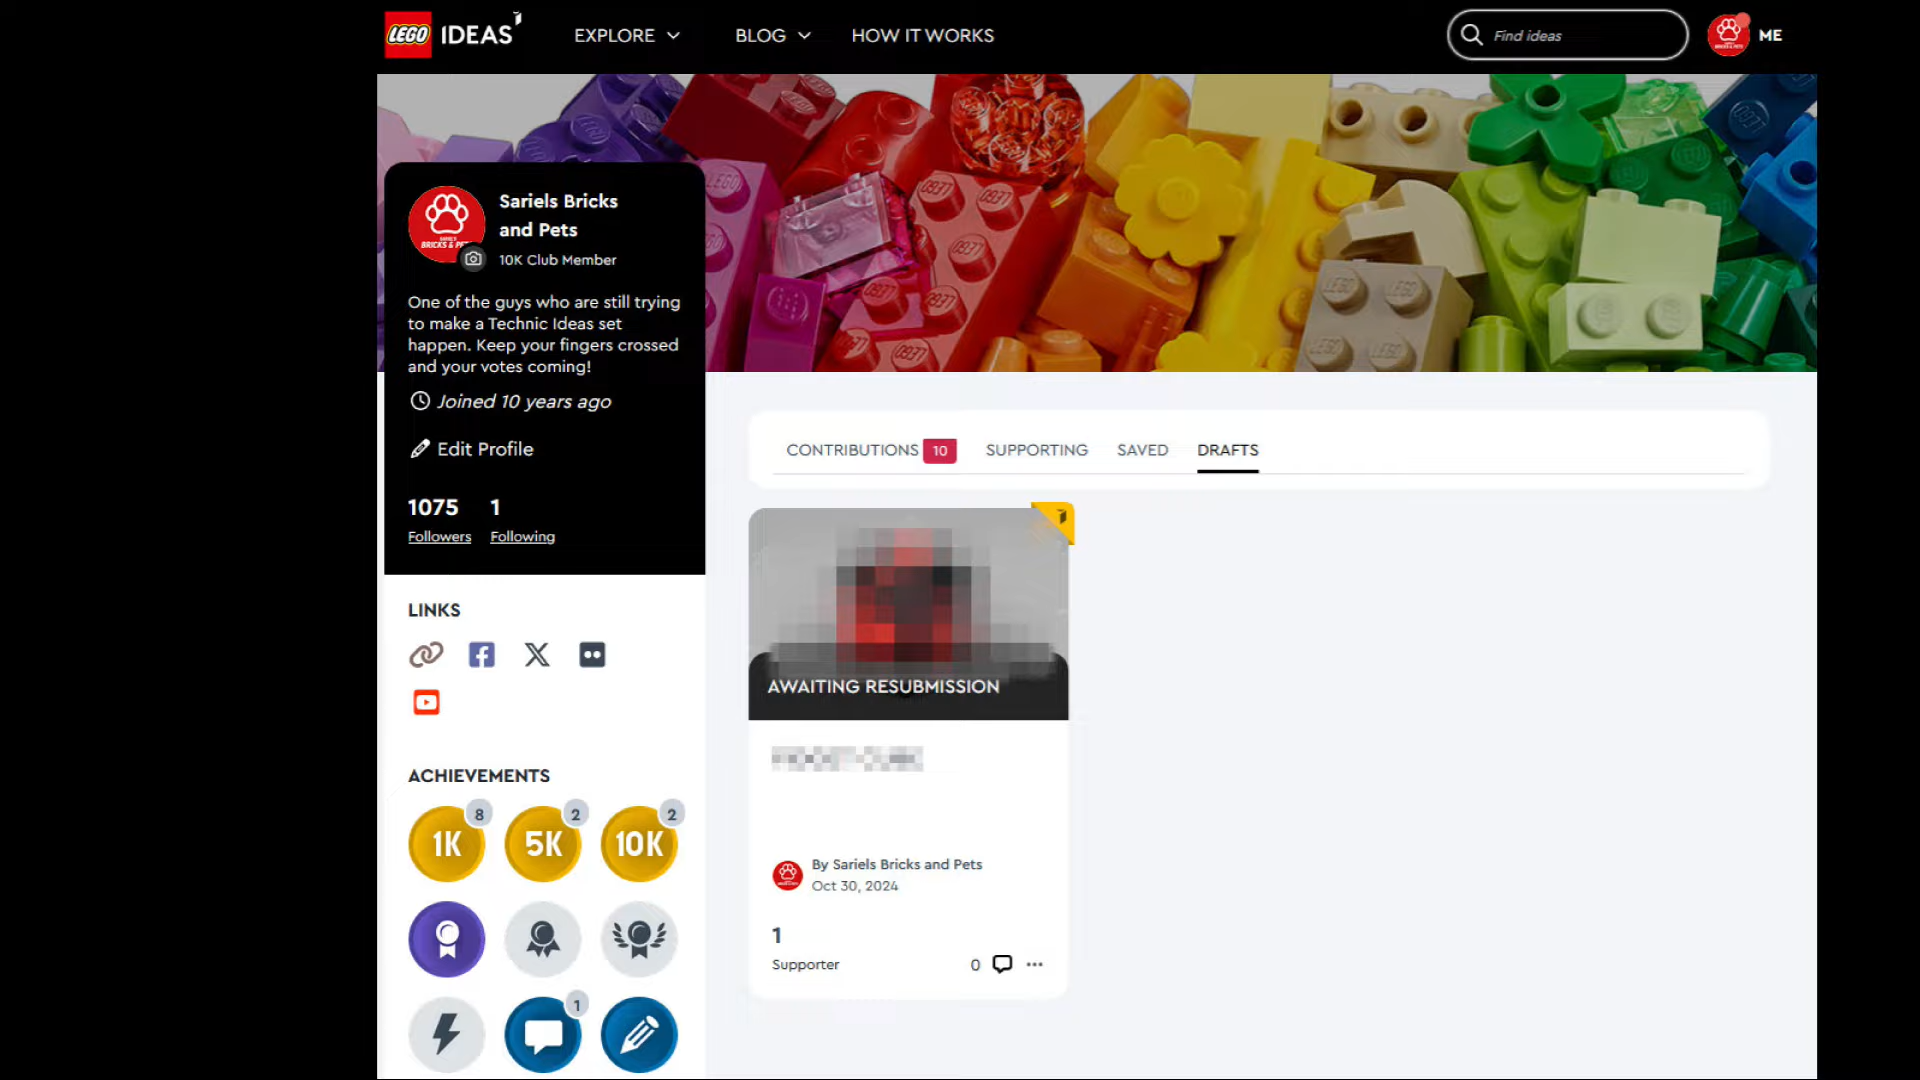 LEGO IDEAS
EXPLORE
BLOG
HOW IT WORKS
Find ideas
ME
Sariels Bricks
and Pets
10K Club Member
BRICKS & PETS
One of the guys who are still trying
to make a Technic Ideas set
happen. Keep your fingers crossed
and your votes coming!
Joined 10 years ago
Edit Profile
1075 1
Followers Following
LINKS
ACHIEVEMENTS
8 2 2
1K 5K 10K
1
CONTRIBUTIONS 10 SUPPORTING SAVED DRAFTS
AWAITING RESUBMISSION
By Sariels Bricks and Pets
Oct 30, 2024
1
Supporter
0